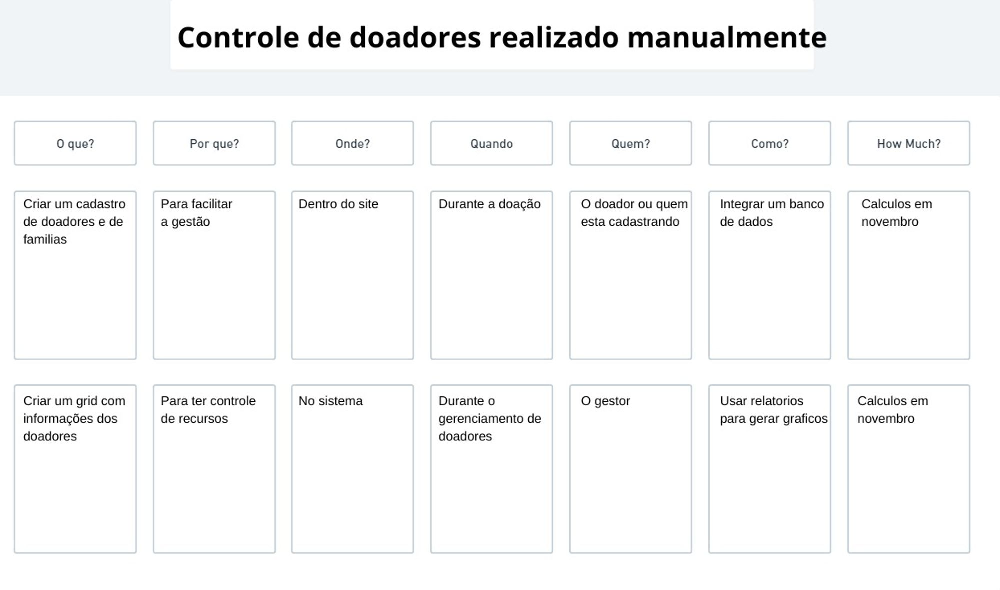 Controle de doadores realizado manualmente
O que?
Por que?
Onde?
Quando
Quem?
Como?
How Much?
Criar um cadastro
de doadores e de
familias
Para facilitar
a gestão
Dentro do site
Durante a doação
O doador ou quem
esta cadastrando
Integrar um banco
de dados
Calculos em
novembro
Criar um grid com
informações dos
doadores
Para ter controle
de recursos
No sistema
Durante o
gerenciamento de
doadores
O gestor
Usar relatorios
para gerar graficos
Calculos em
novembro